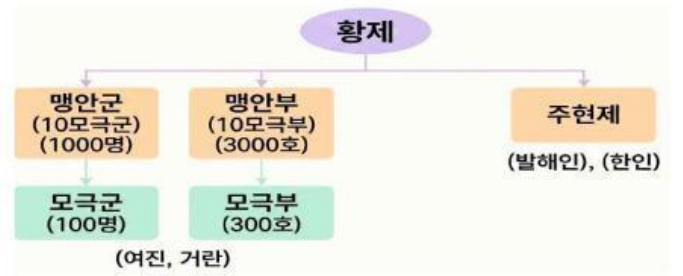 황제
맹안군
(10모극군)
(1000명)
맹안부
(10모극부)
(3000호)
주현제
(발해인), (한인)
모극군
(100명)
모극부
(300호)
(여진, 거란)